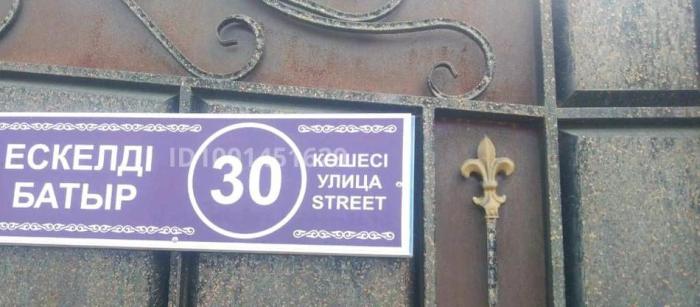 ЕСКЕЛДІ
БАТЫР
30
КӨШЕСІ
УЛИЦА
STREET